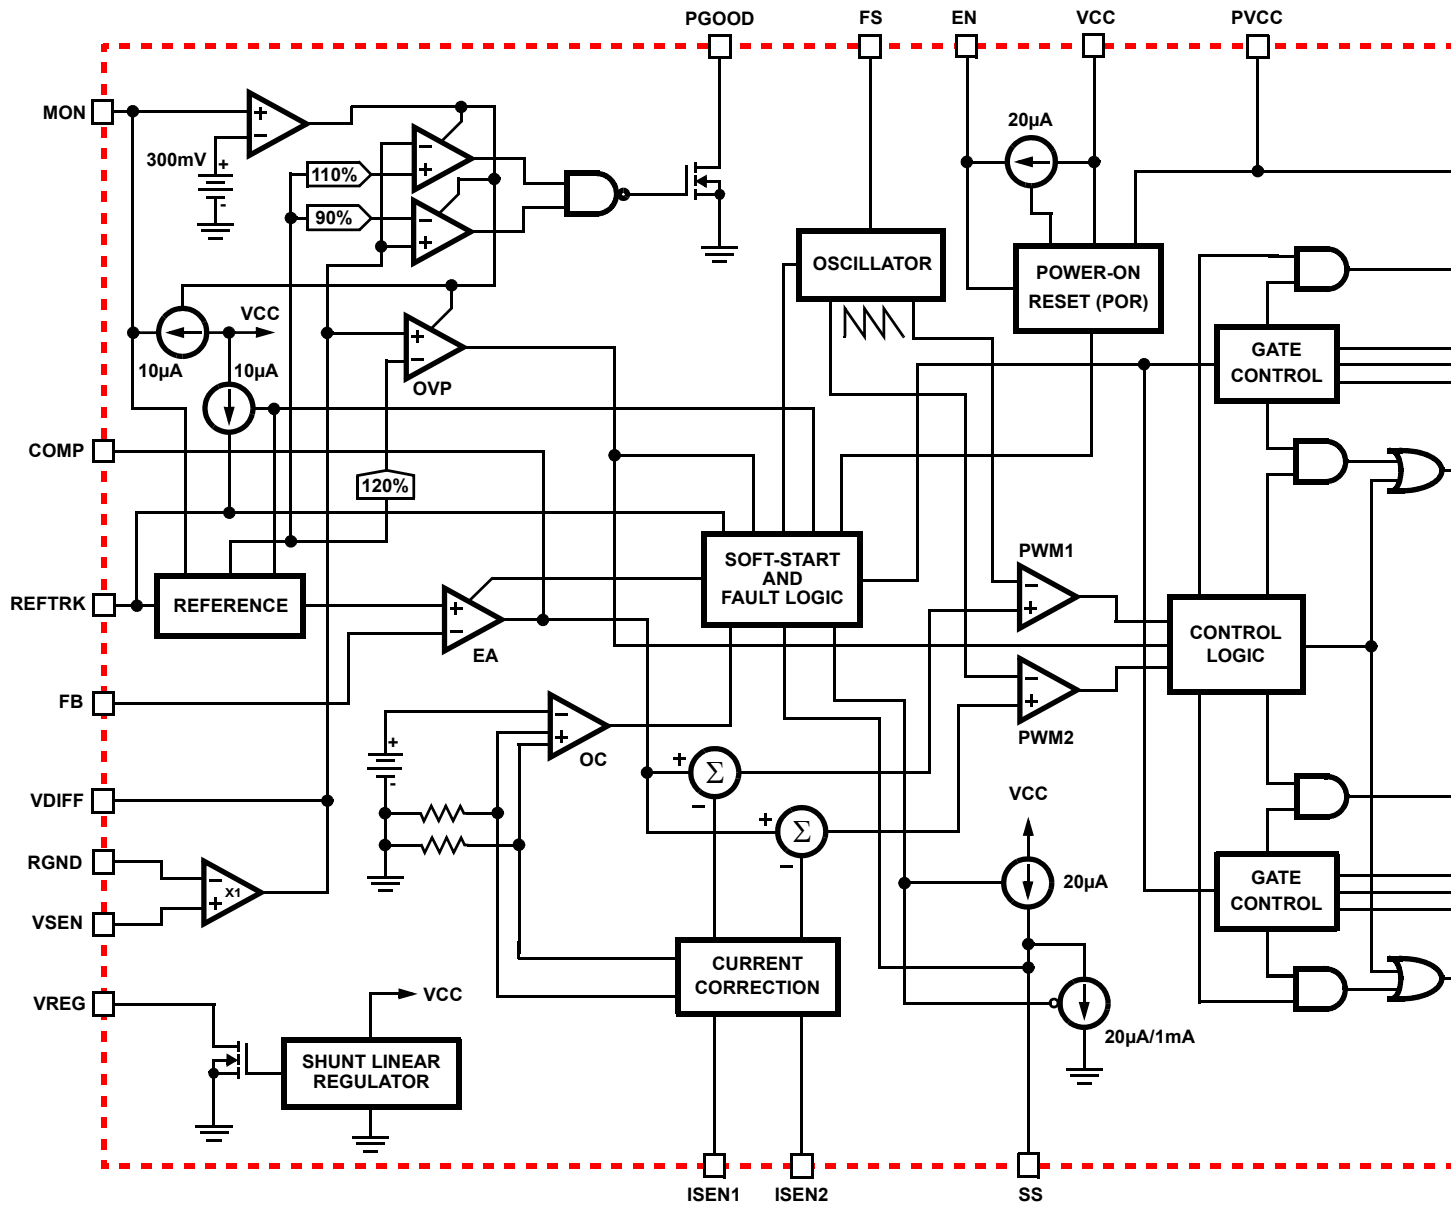 PGOOD
FS
EN
VCC
PVCC
MON
+
−
300mV
+
-
110%
−
+
90%
−
+
20µA
OSCILLATOR
POWER-ON
RESET (POR)
VCC
10µA
10µA
+
−
OVP
GATE
CONTROL
COMP
120%
SOFT-START
AND
FAULT LOGIC
PWM1
REFTRK
REFERENCE
+
−
EA
−
+
CONTROL
LOGIC
FB
−
+
OC
−
+
PWM2
+
-
+
Σ
−
VDIFF
+
Σ
−
VCC
RGND
−
X1
+
VSEN
20µA
GATE
CONTROL
CURRENT
CORRECTION
VREG
VCC
20µA/1mA
SHUNT LINEAR
REGULATOR
ISEN1
ISEN2
SS